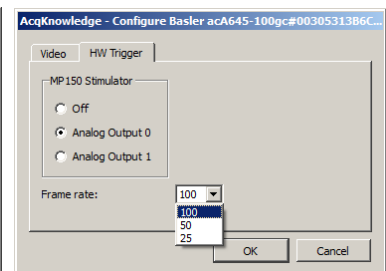 AcqKnowledge - Configure Basler acA645-100gc#0030531386C...
Video HW Trigger
MP150 Stimulator
Off
Analog Output 0
Analog Output 1
Frame rate: 100
100
50
25
OK Cancel